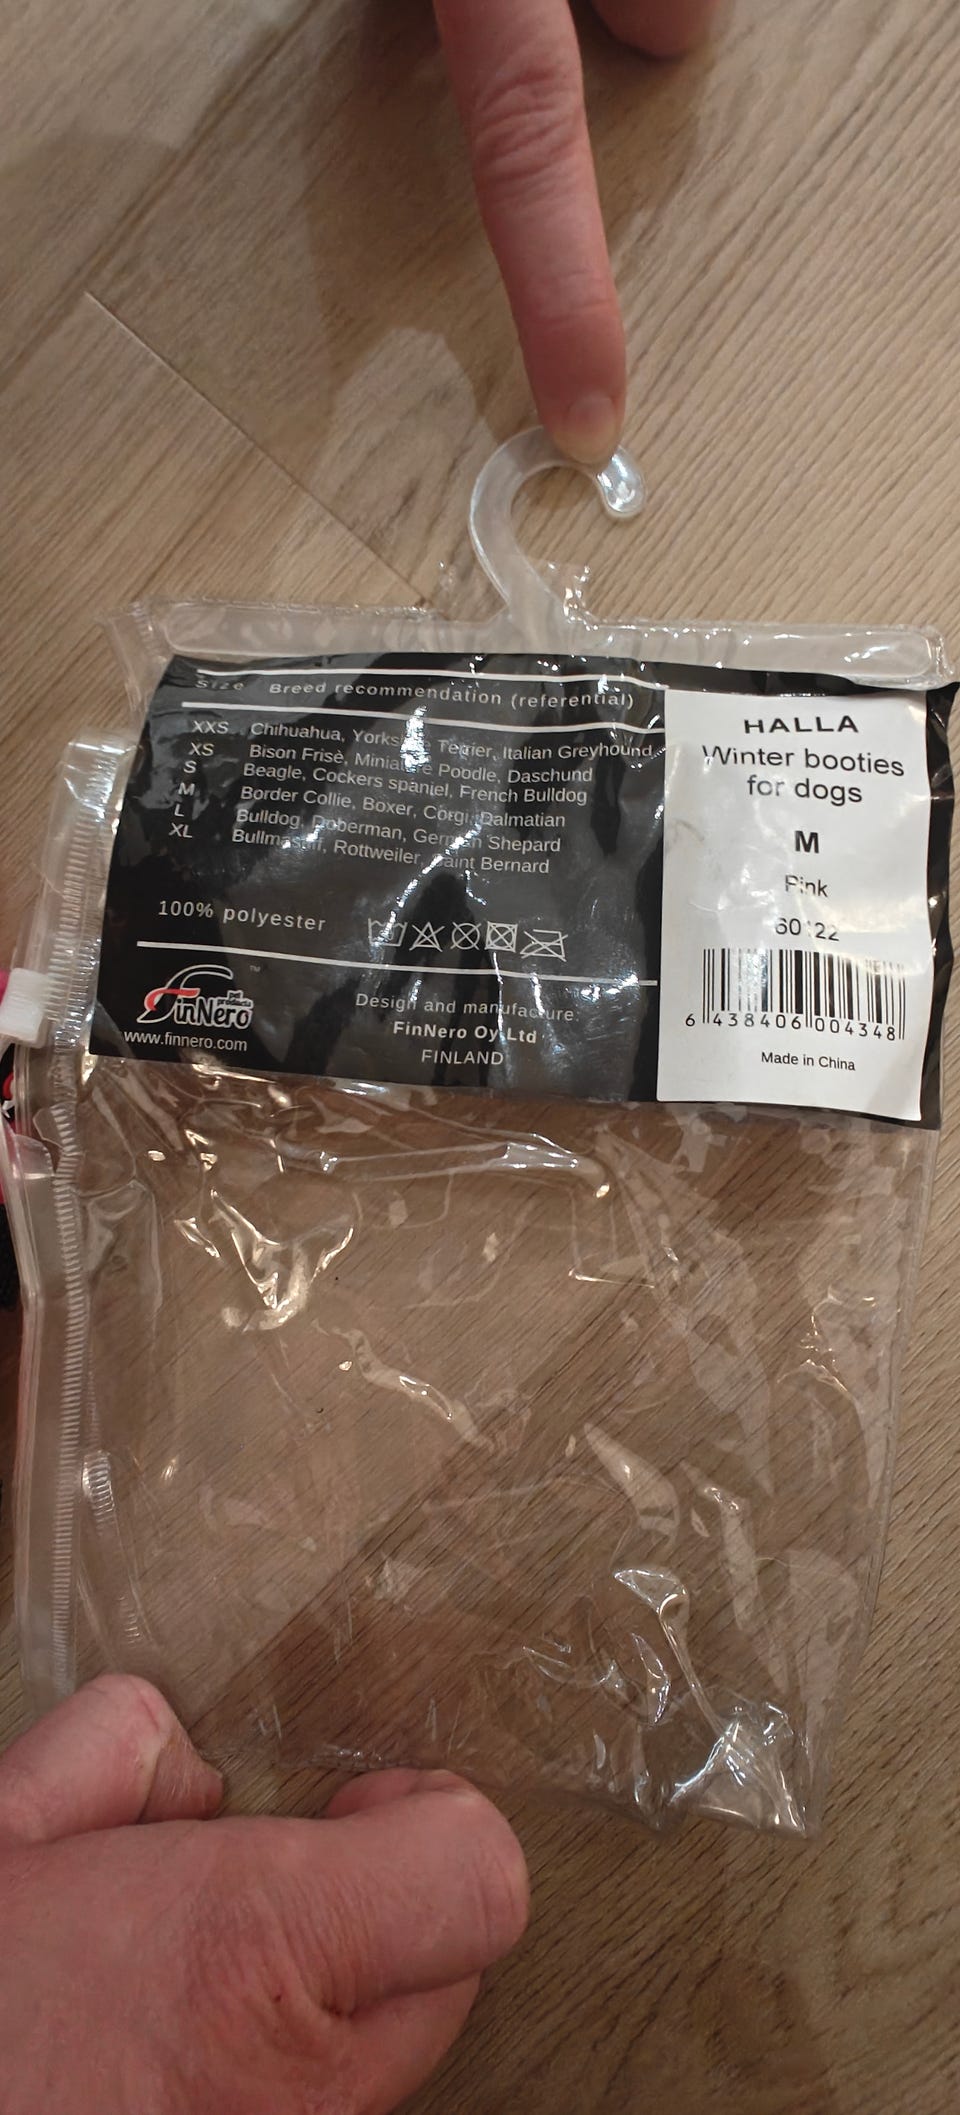 Size Breed recommendation (referential)
XXS Chihuahua, Yorkshire Terrier, Italian Greyhound
XS Bison Frisè, Miniature Poodle, Daschund
S Beagle, Cockers spaniel, French Bulldog
M Border Collie, Boxer, Corgi, Dalmatian
L Bulldog, Doberman, German Shepard
XL Bullmastiff, Rottweiler, Saint Bernard
100% polyester
FinNero ™
pet products
www.finnero.com
Design and manufacture:
FinNero Oy Ltd
FINLAND
HALLA
Winter booties
for dogs
M
Pink
6 438406 004348
Made in China